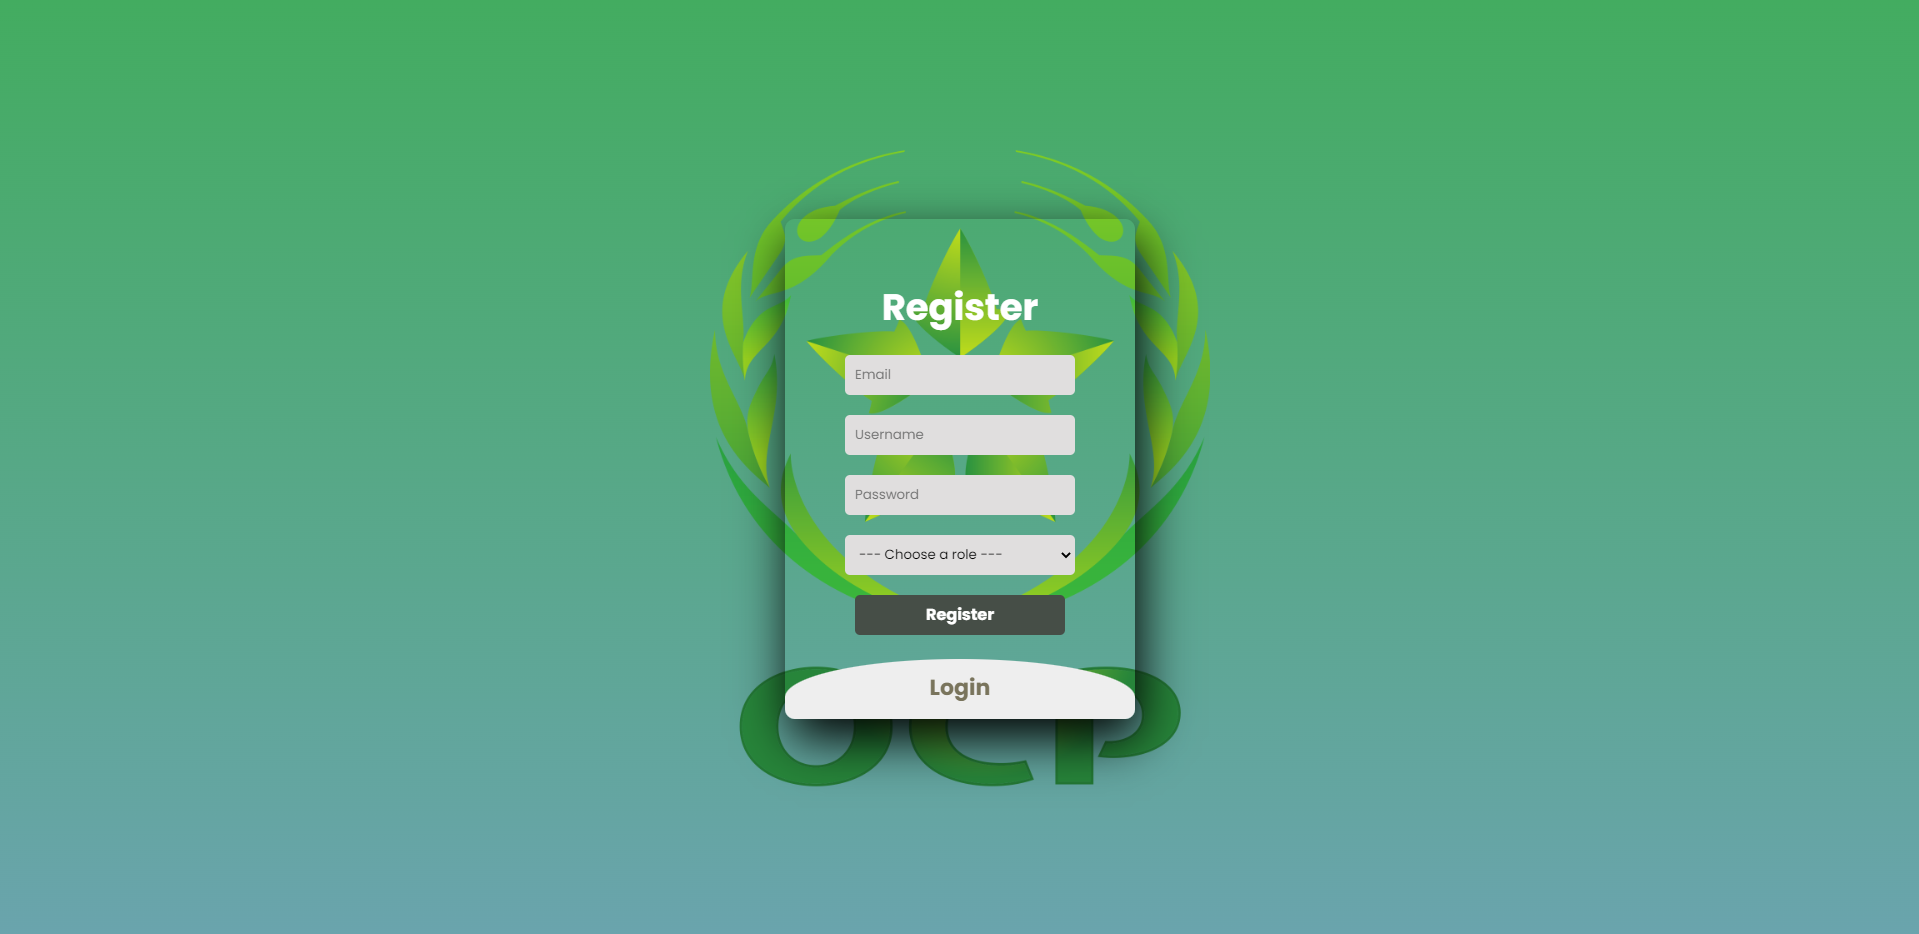 Register
Email
Username
Password
--- Choose a role ---
Register
Login
OCP